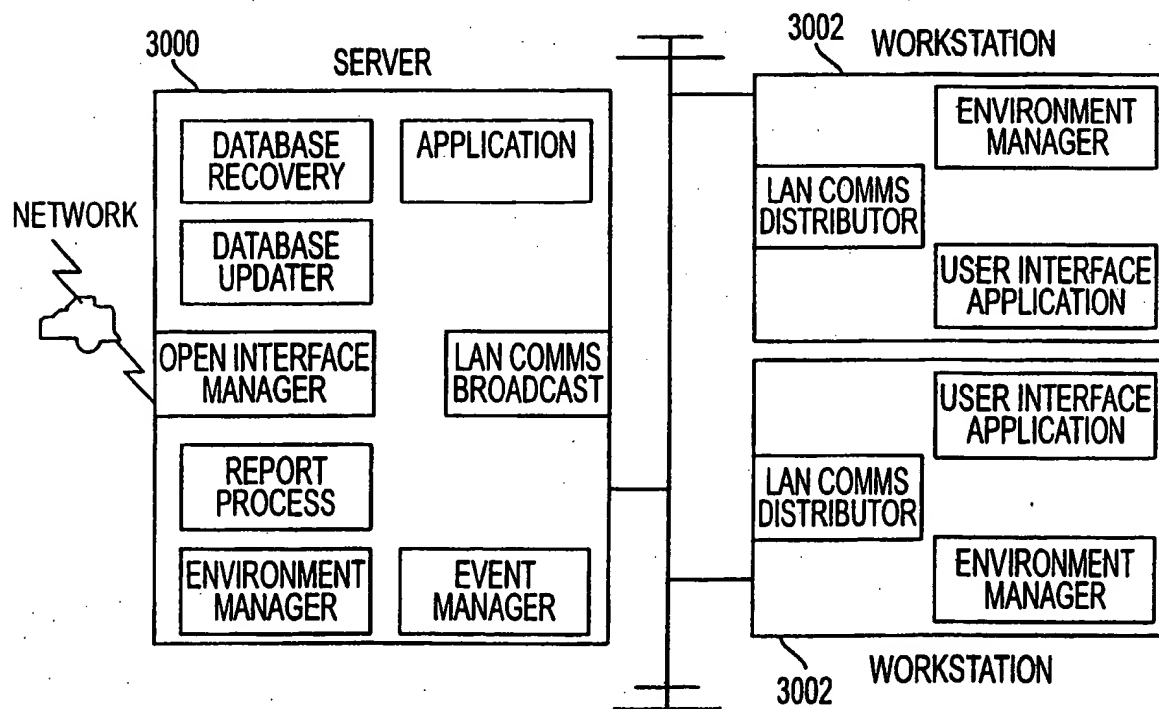 3000
SERVER
DATABASE
RECOVERY
APPLICATION
NETWORK
DATABASE
UPDATER
OPEN INTERFACE
MANAGER
LAN COMMS
BROADCAST
REPORT
PROCESS
ENVIRONMENT
MANAGER
EVENT
MANAGER
3002
WORKSTATION
ENVIRONMENT
MANAGER
LAN COMMS
DISTRIBUTOR
USER INTERFACE
APPLICATION
USER INTERFACE
APPLICATION
LAN COMMS
DISTRIBUTOR
ENVIRONMENT
MANAGER
3002
WORKSTATION